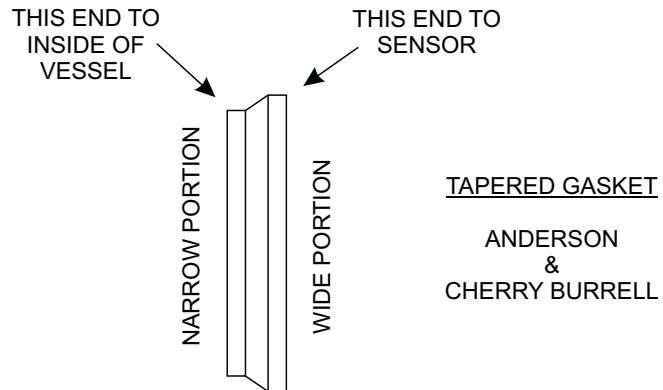 THIS END TO
INSIDE OF
VESSEL
THIS END TO
SENSOR
NARROW PORTION
WIDE PORTION
TAPERED GASKET
ANDERSON
&
CHERRY BURRELL